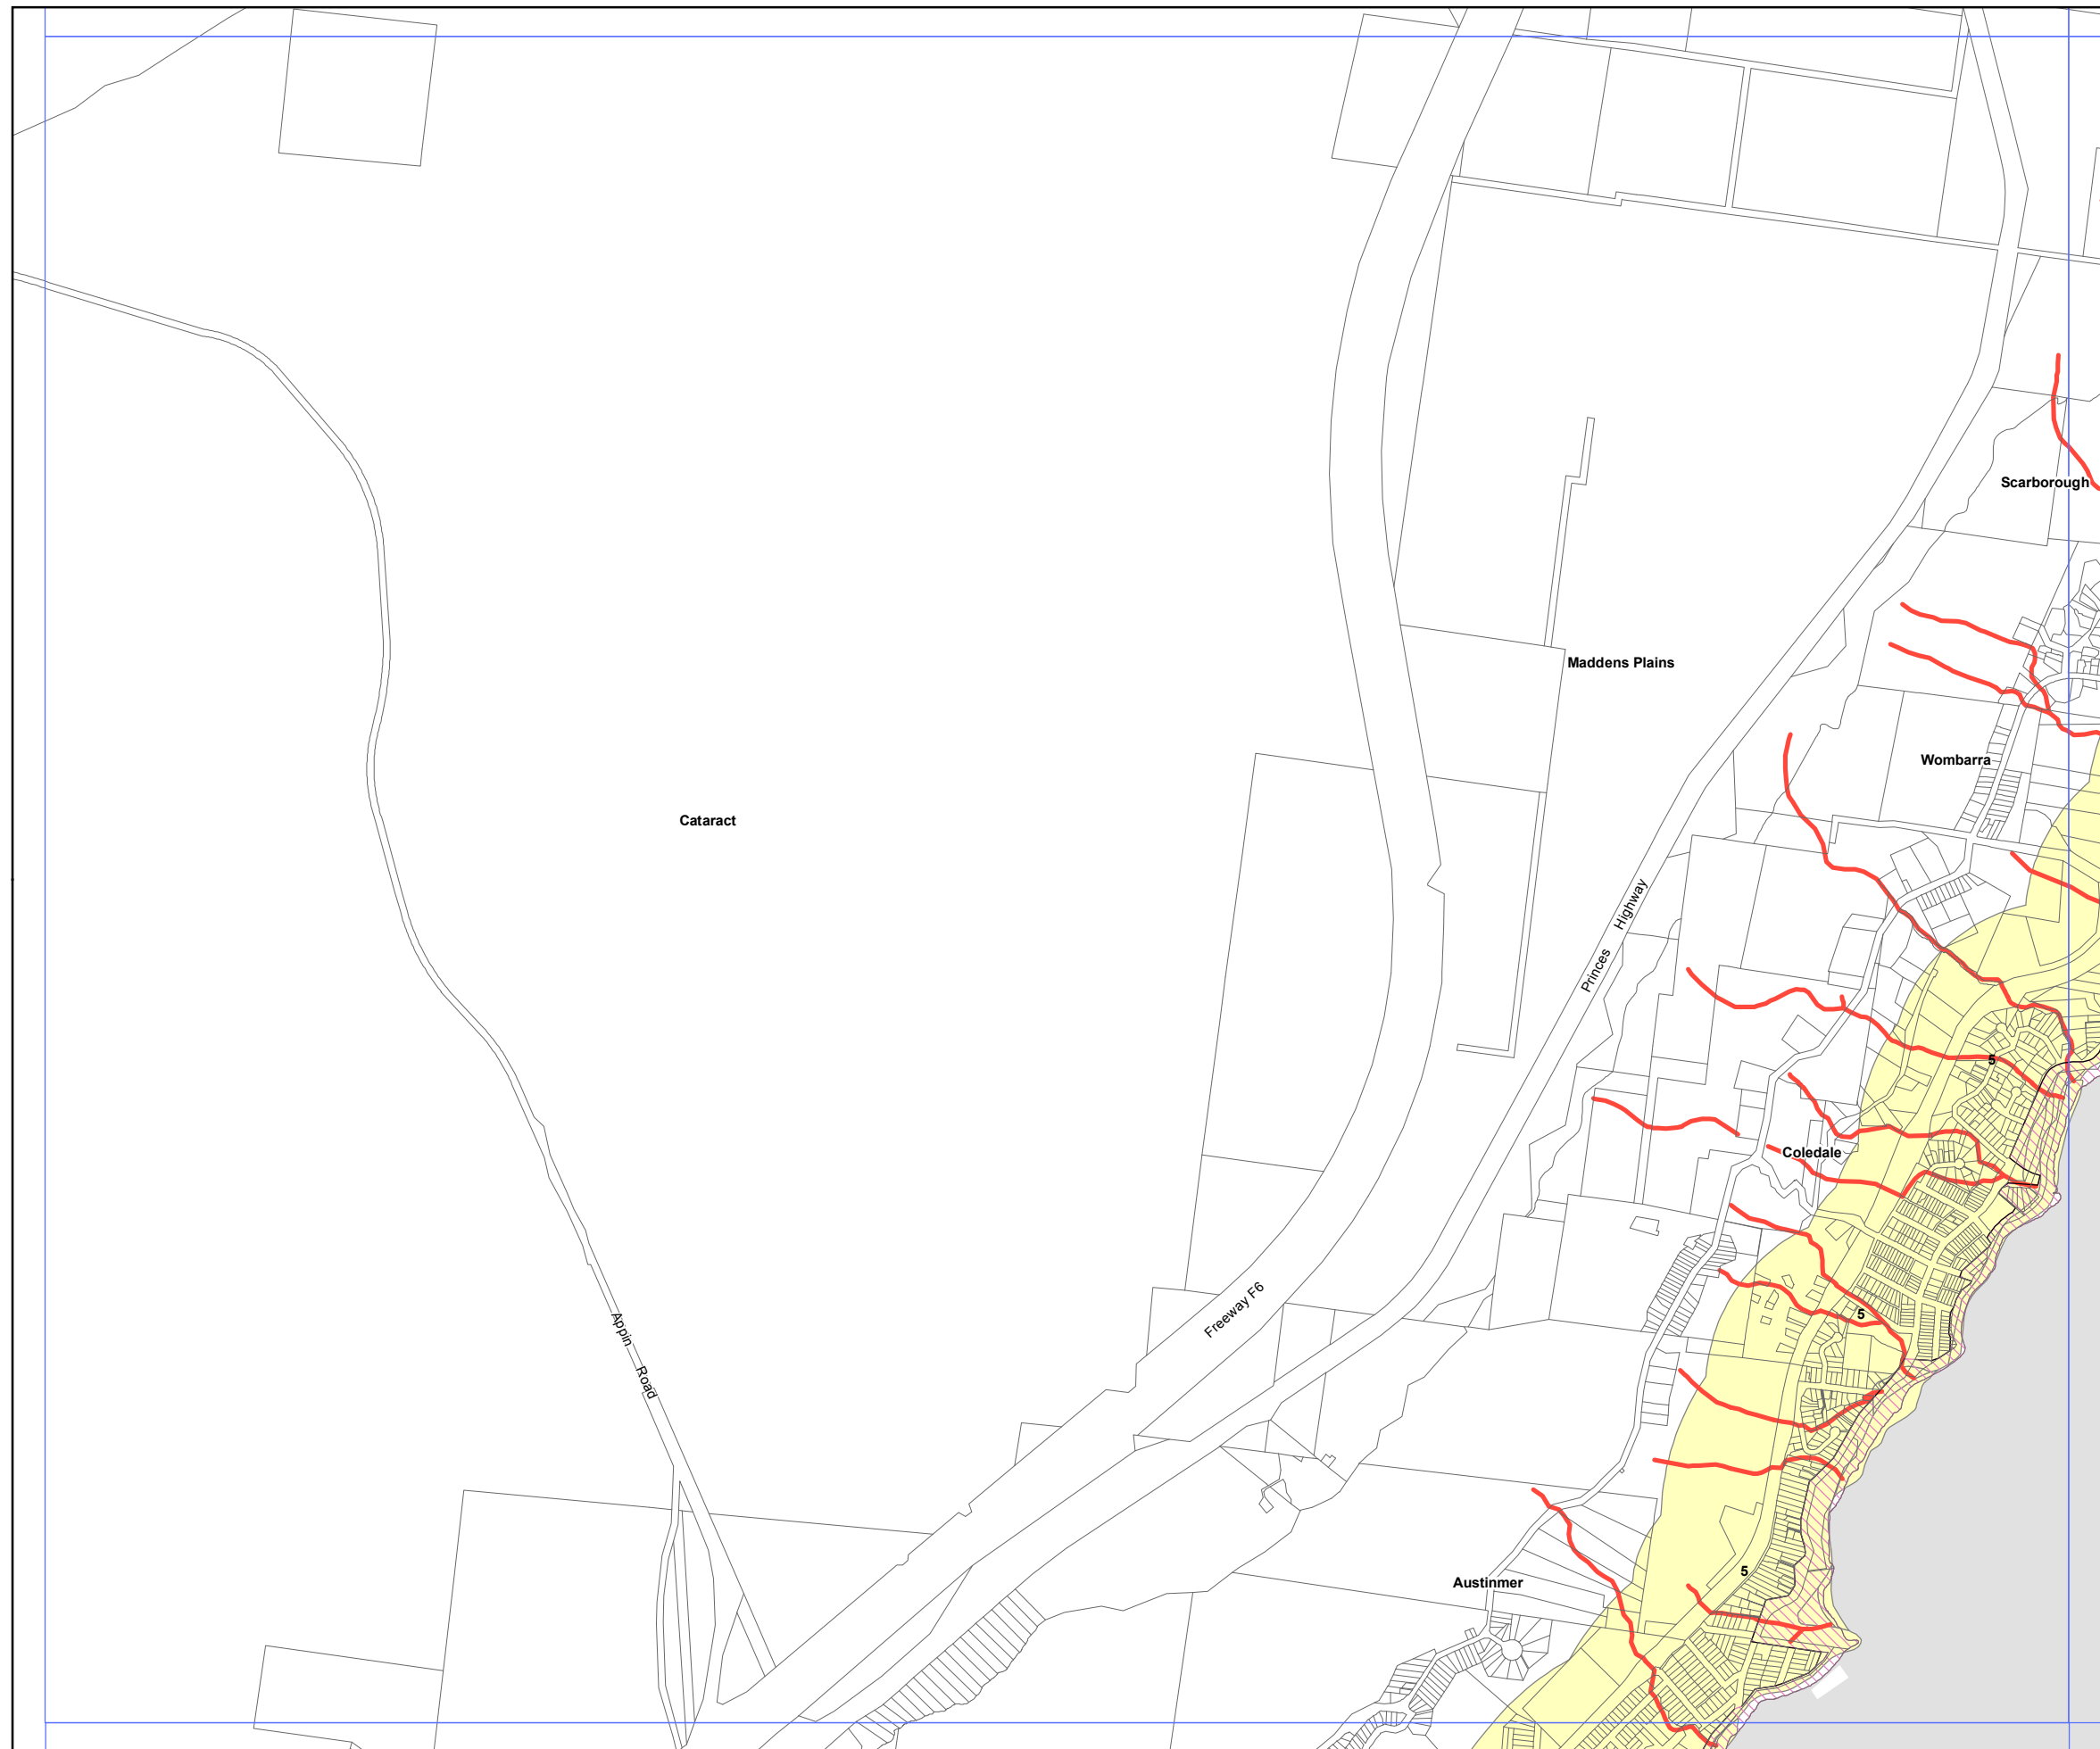 Scarborough
Maddens Plains
Wombarra
Cataract
Princes Highway
5
Coledale
Freeway F6
5
Appin Road
5
Austinmer